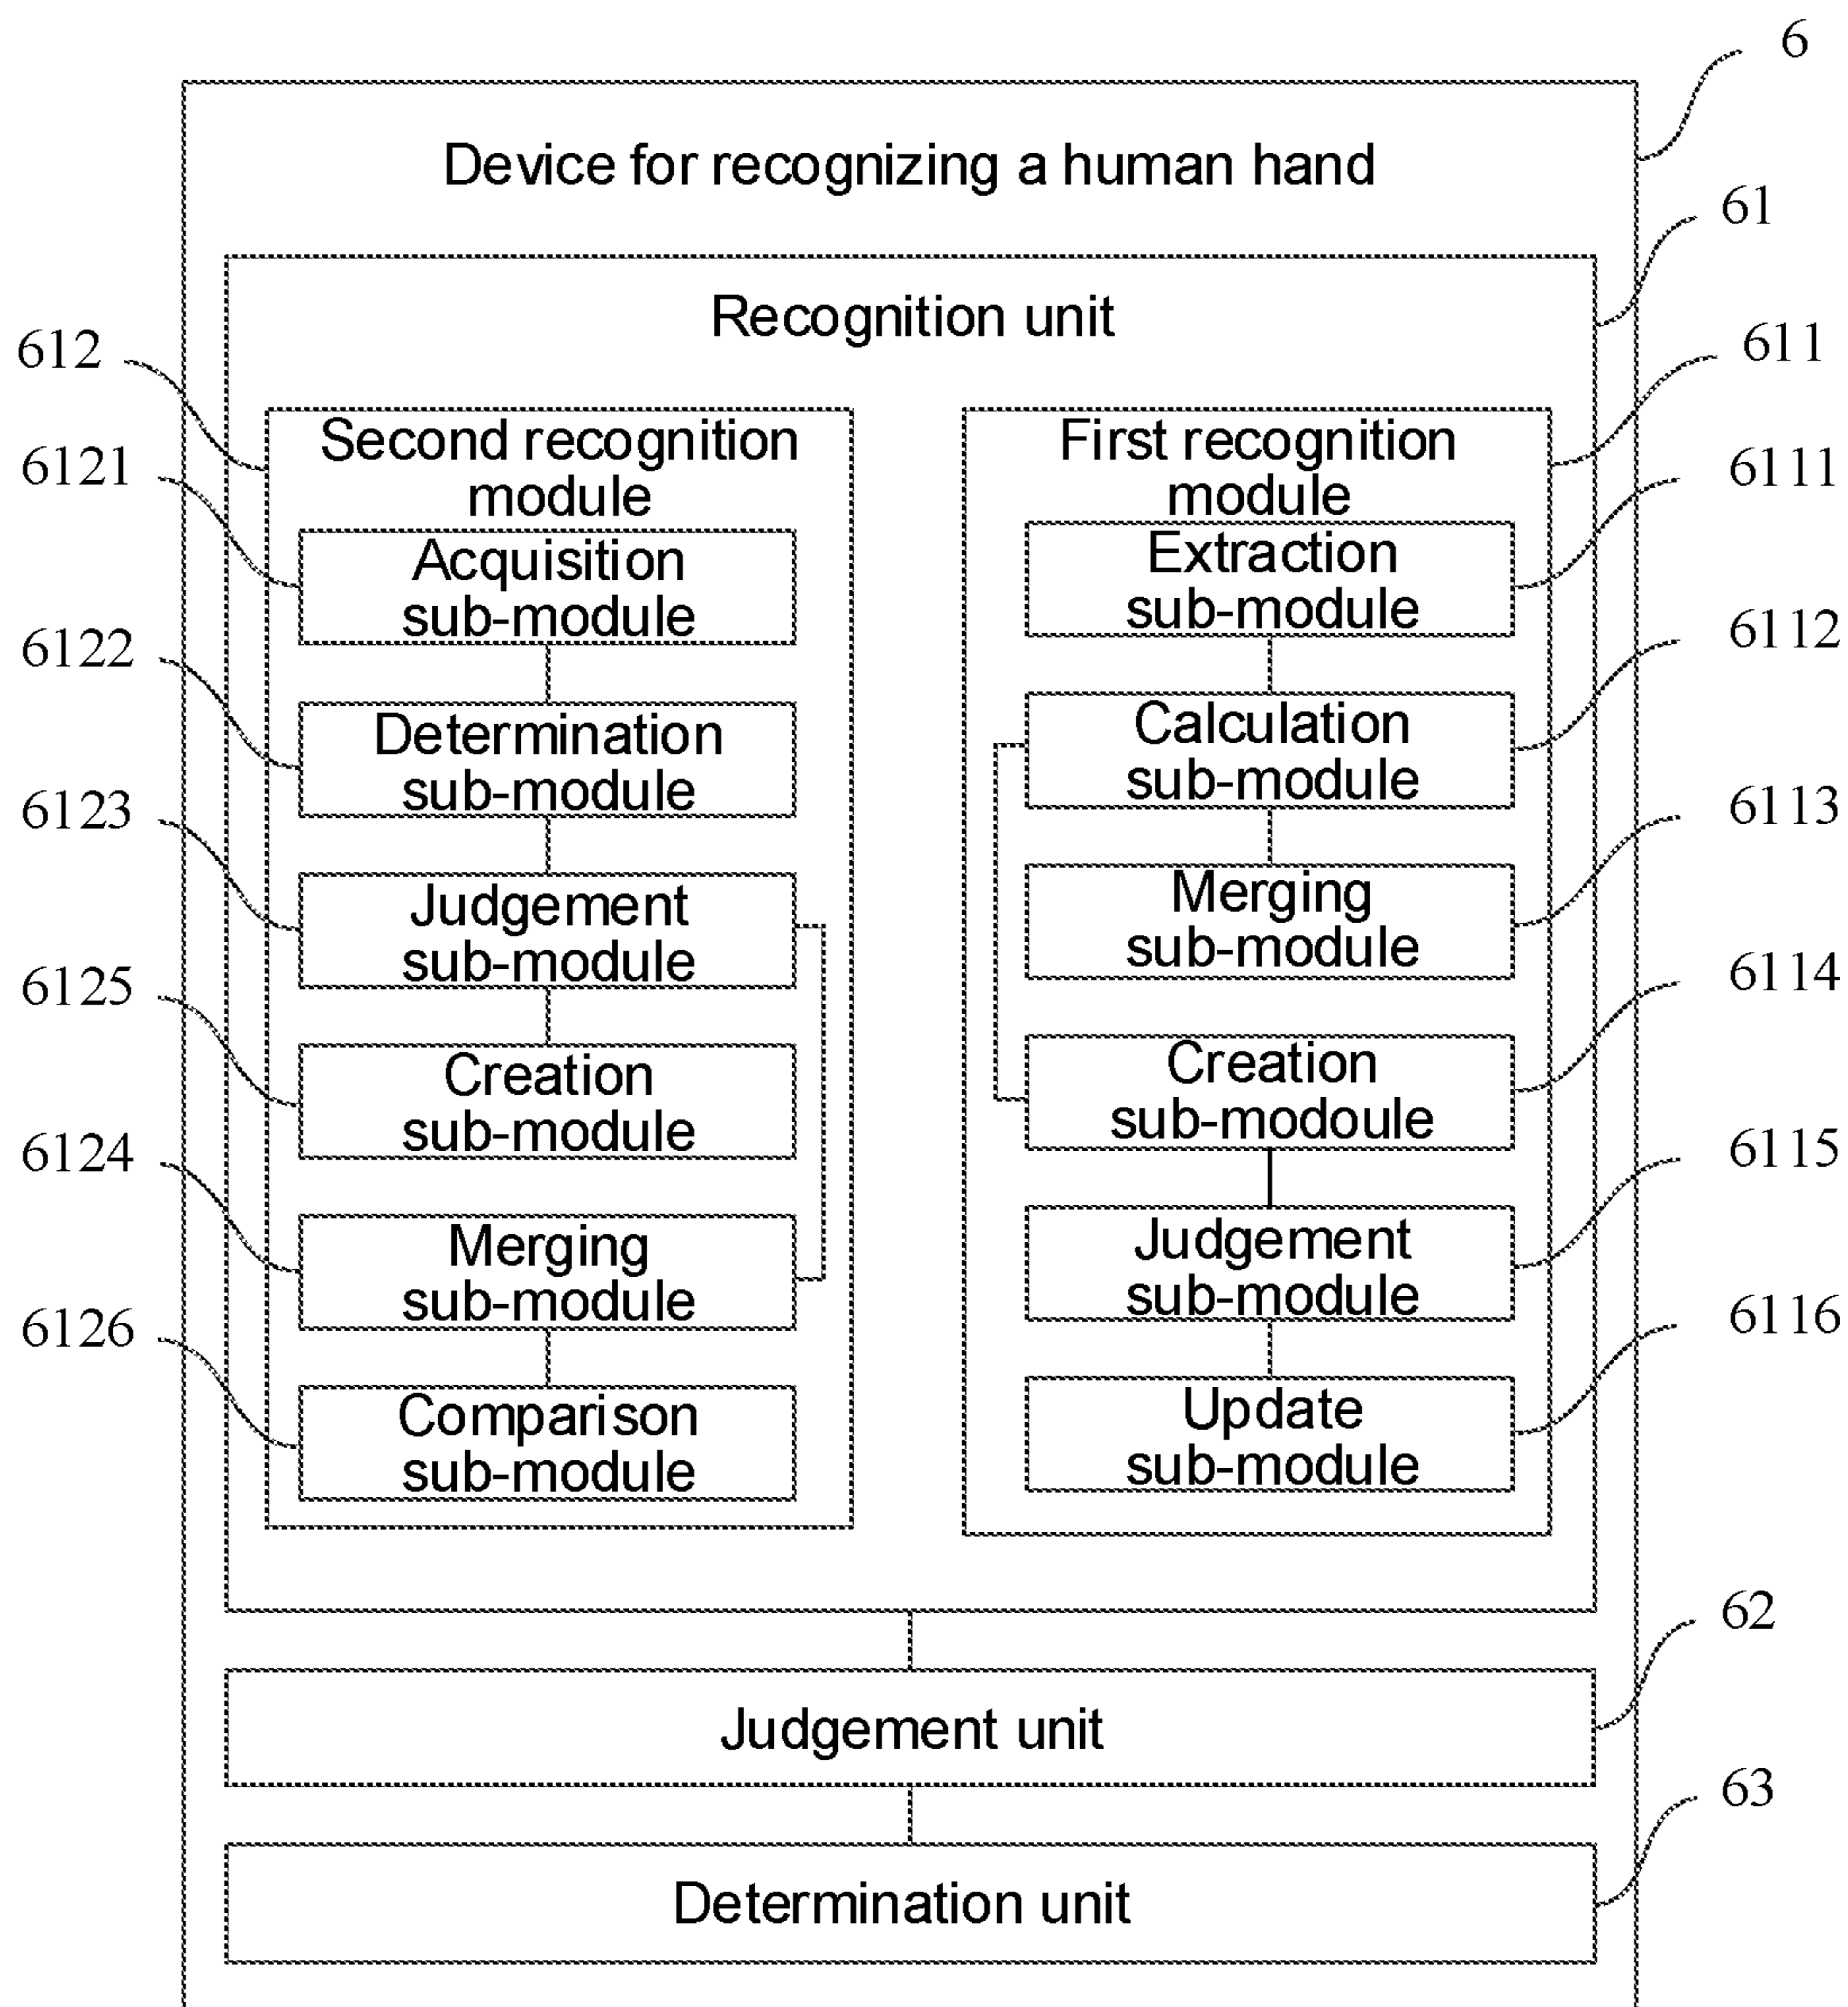 6
Device for recognizing a human hand
61
Recognition unit
612
611
Second recognition
module
First recognition
module
6121
6111
Acquisition
sub-module
Extraction
sub-module
6122
6112
Determination
sub-module
Calculation
sub-module
6123
6113
Judgement
sub-module
Merging
sub-module
6125
6114
Creation
sub-module
Creation
sub-modoule
6124
6115
Merging
sub-module
Judgement
sub-module
6126
6116
Comparison
sub-module
Update
sub-module
62
Judgement unit
63
Determination unit